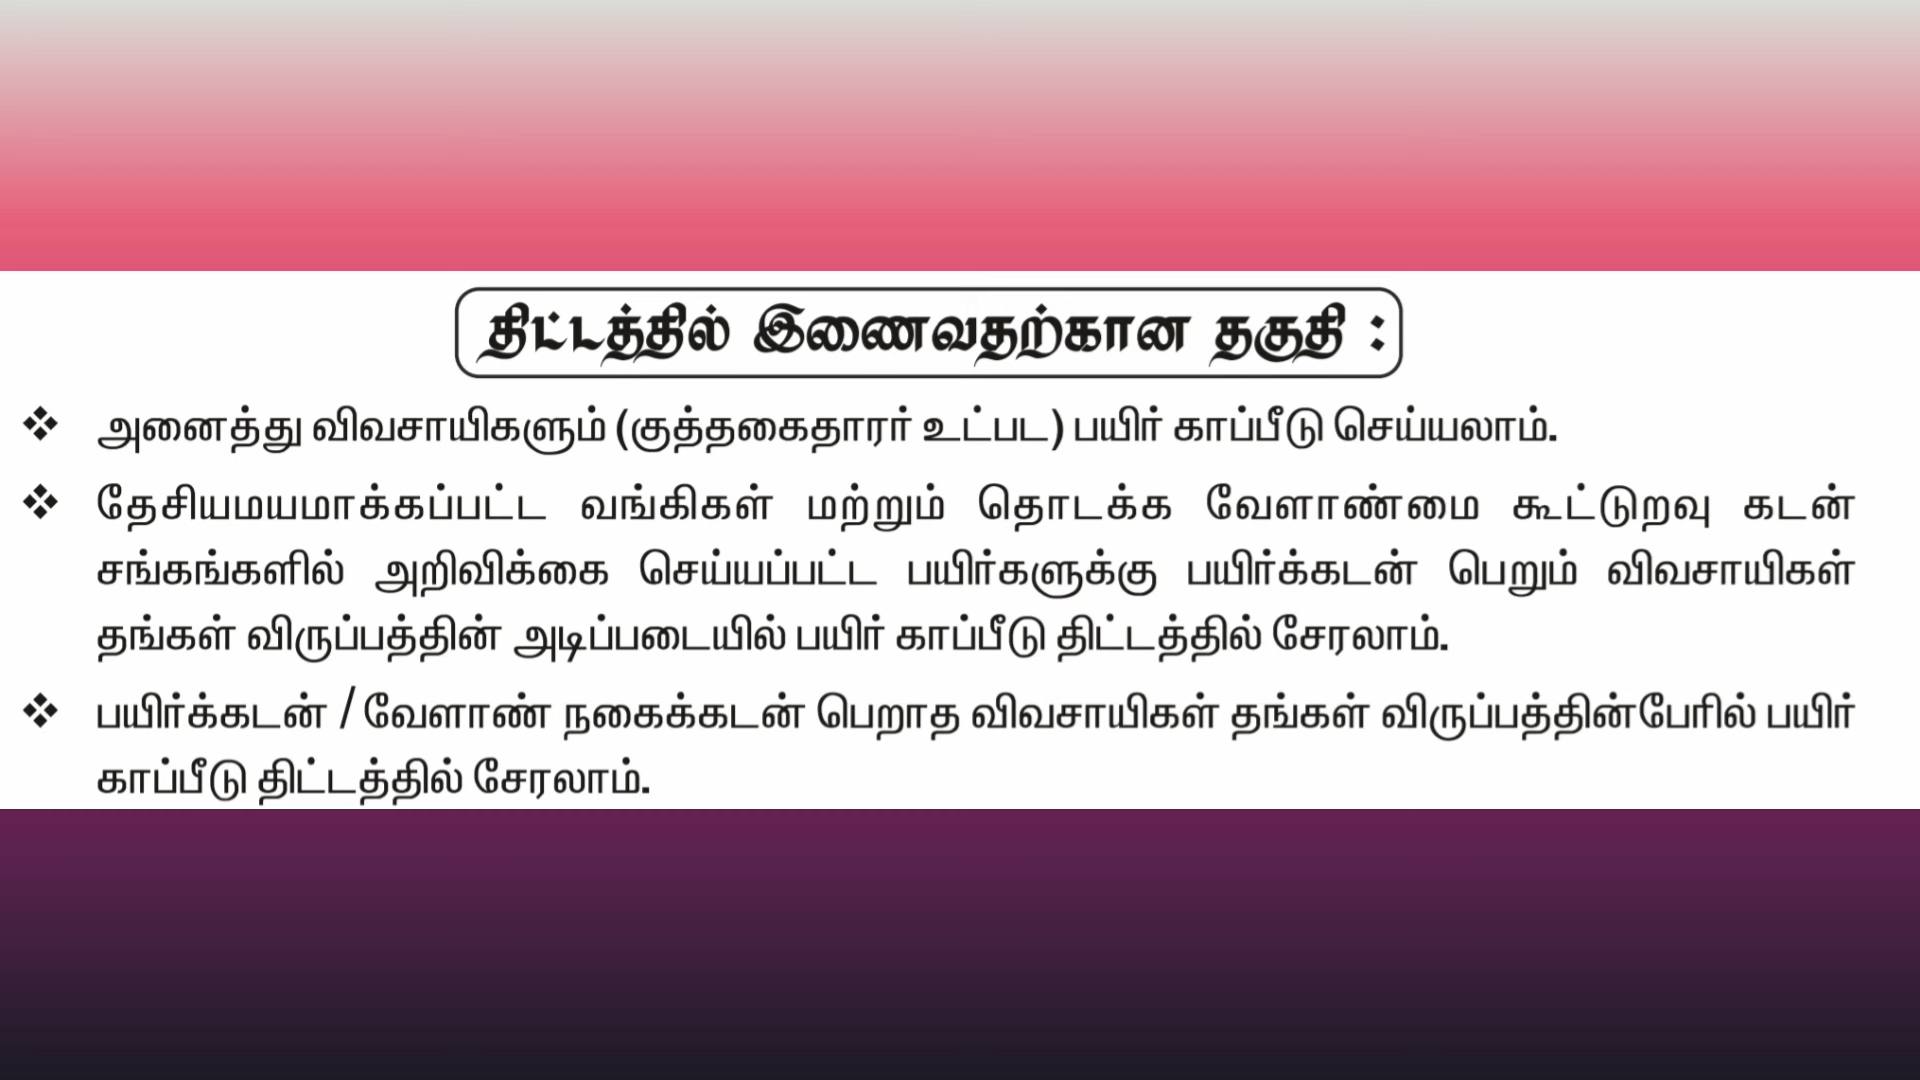 திட்டத்தில் இணைவதற்கான தகுதி :
❖ அனைத்து விவசாயிகளும் (குத்தகைதாரர் உட்பட) பயிர் காப்பீடு செய்யலாம்.
❖ தேசியமயமாக்கப்பட்ட வங்கிகள் மற்றும் தொடக்க வேளாண்மை கூட்டுறவு கடன்
சங்கங்களில் அறிவிக்கை செய்யப்பட்ட பயிர்களுக்கு பயிர்க்கடன் பெறும் விவசாயிகள்
தங்கள் விருப்பத்தின் அடிப்படையில் பயிர் காப்பீடு திட்டத்தில் சேரலாம்.
❖ பயிர்க்கடன் / வேளாண் நகைக்கடன் பெறாத விவசாயிகள் தங்கள் விருப்பத்தின்பேரில் பயிர்
காப்பீடு திட்டத்தில் சேரலாம்.